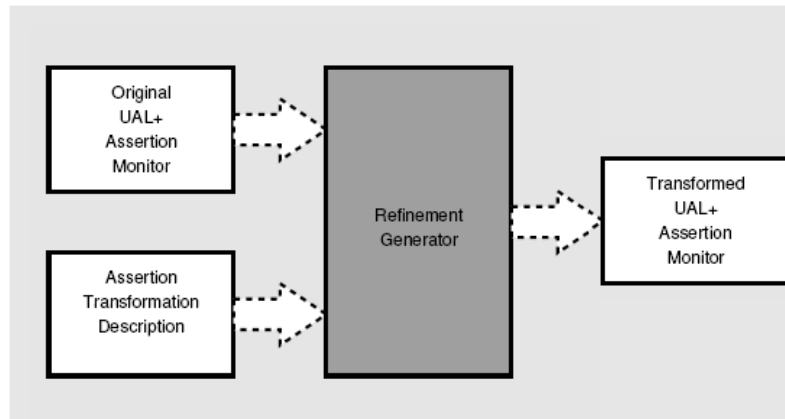 Original
UAL+
Assertion
Monitor
Assertion
Transformation
Description
Refinement
Generator
Transformed
UAL+
Assertion
Monitor